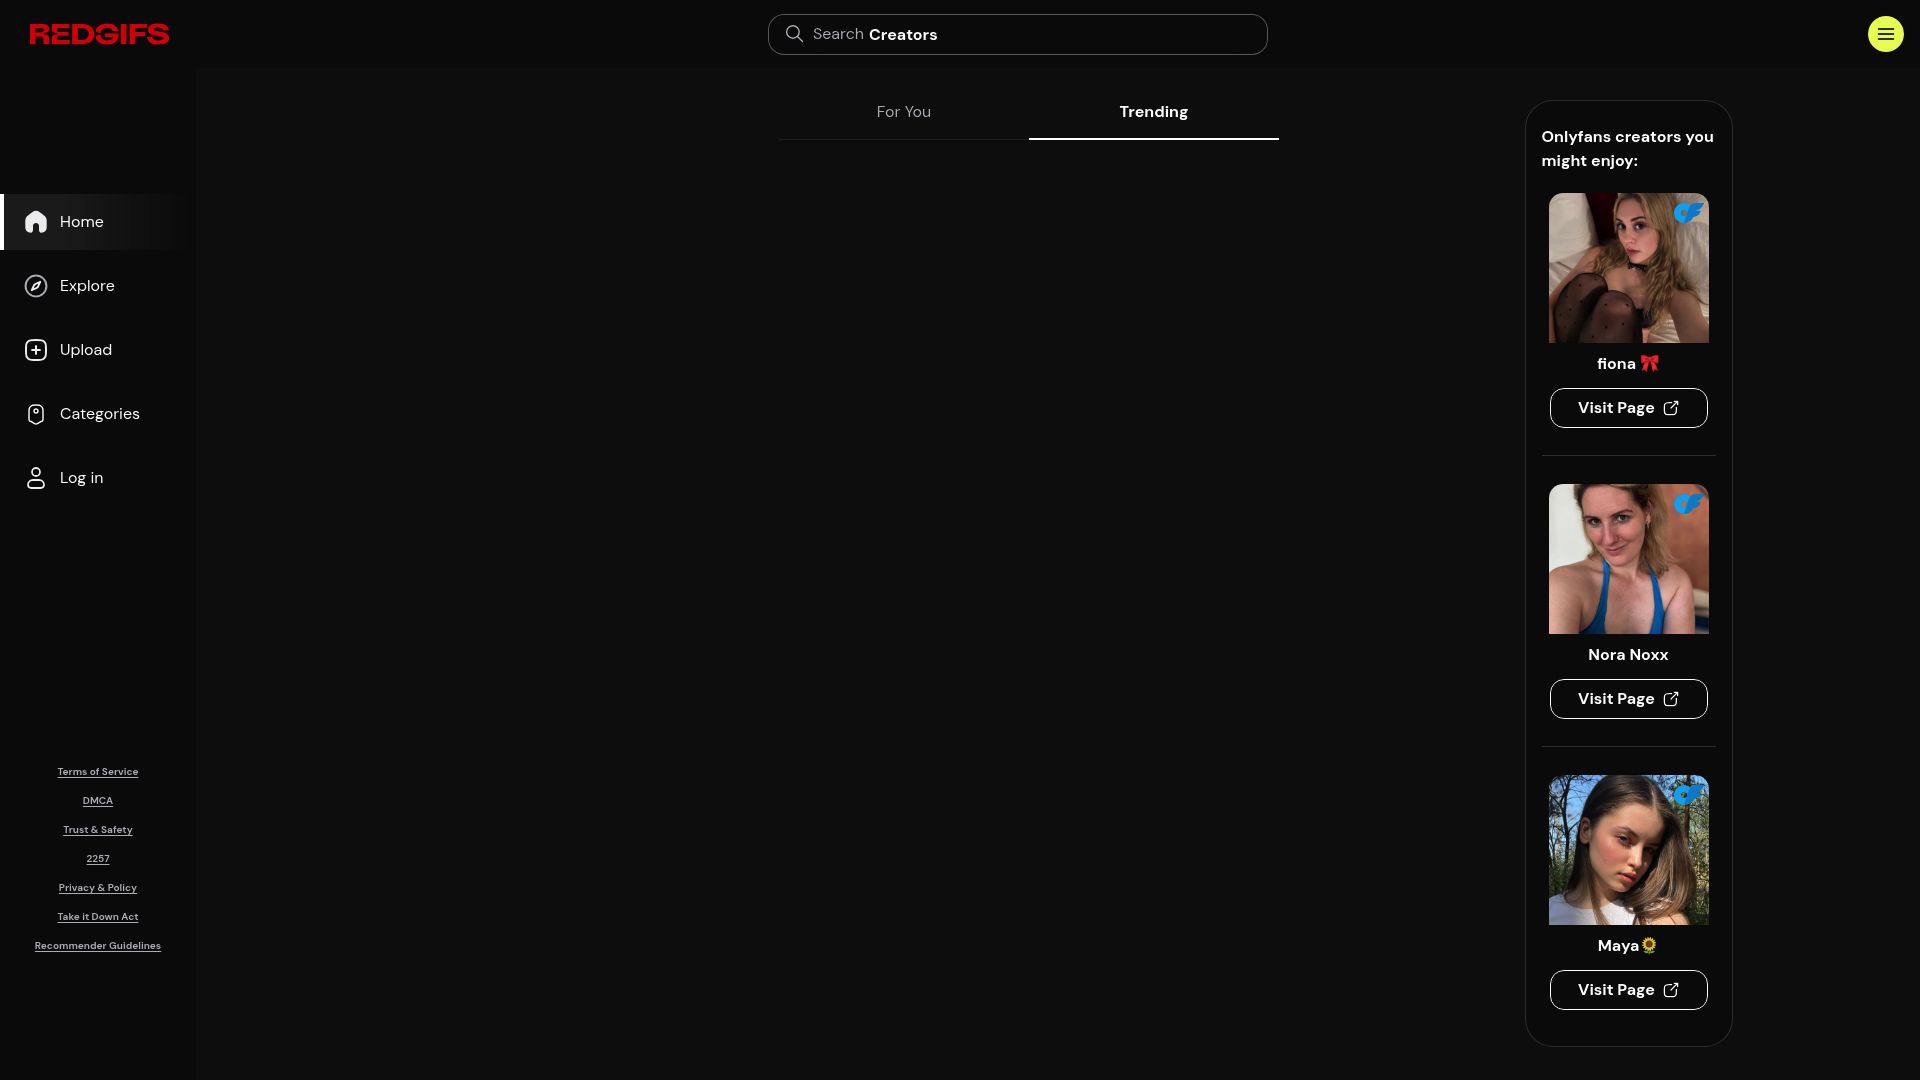 REDGIFS
Search Creators
For You
Trending
Home
Explore
Upload
Categories
Log in
Terms of Service
DMCA
Trust & Safety
2257
Privacy & Policy
Take it Down Act
Recommender Guidelines
Onlyfans creators you
might enjoy:
fiona 🎀
Visit Page
Nora Noxx
Visit Page
Maya🌻
Visit Page